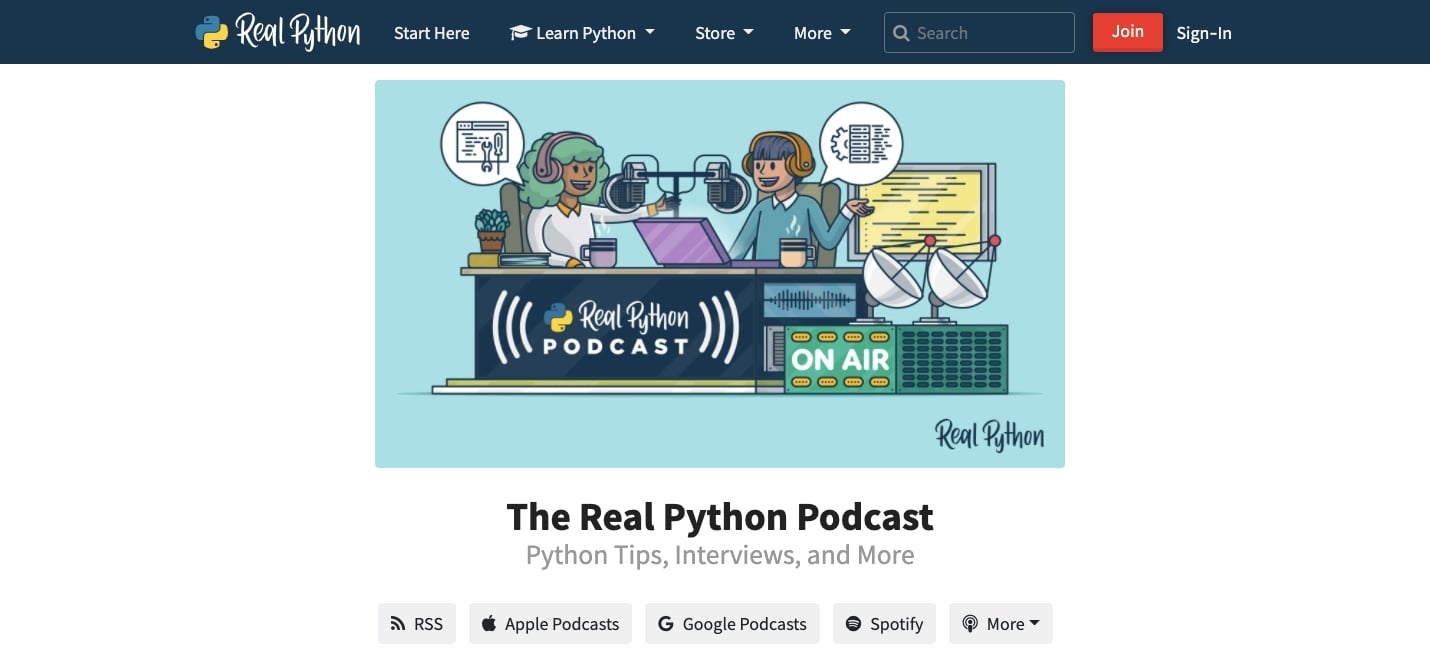 Real Python Start Here Learn Python Store More Search Join Sign-In
Real Python
PODCAST
ON AIR
Real Python
The Real Python Podcast
Python Tips, Interviews, and More
RSS Apple Podcasts Google Podcasts Spotify More